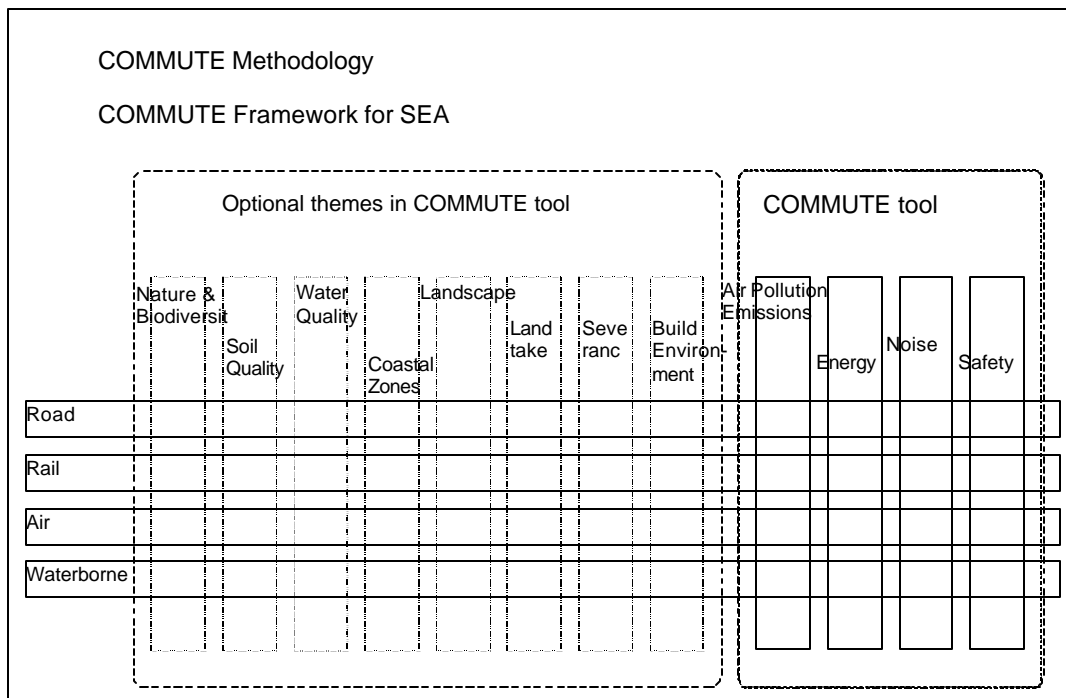 COMMUTE Methodology
COMMUTE Framework for SEA
Optional themes in COMMUTE tool
COMMUTE tool
Nature &
Biodiversit
Soil
Quality
Water
Quality
Coastal
Zones
Landscape
Land
take
Seve
ranc
Build
Environ-
ment
Air Pollution
Emissions
Energy
Noise
Safety
Road
Rail
Air
Waterborne